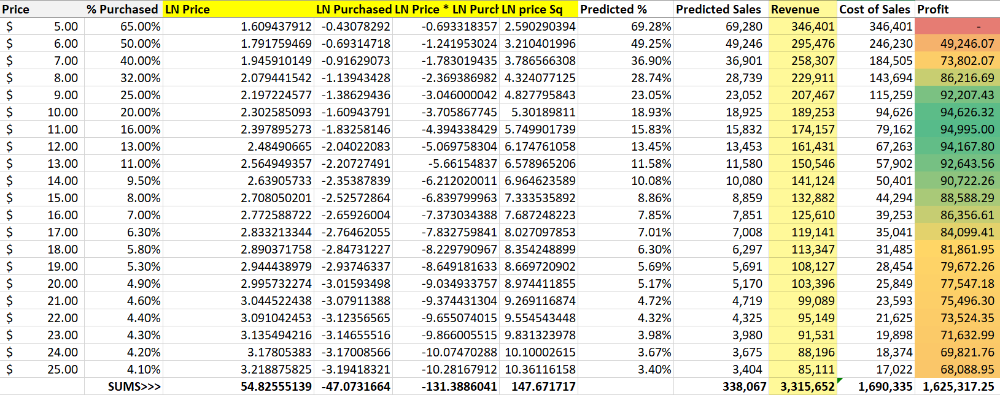 Price % Purchased LN Price LN Purchased LN Price * LN Purch LN price Sq Predicted % Predicted Sales Revenue Cost of Sales Profit
$ 5.00 65.00% 1.609437912 -0.43078292 -0.693318357 2.590290394 69.28% 69,280 346,401 346,401 -
$ 6.00 50.00% 1.791759469 -0.69314718 -1.241953024 3.210401996 49.25% 49,246 295,476 246,230 49,246.07
$ 7.00 40.00% 1.945910149 -0.91629073 -1.783019435 3.786566308 36.90% 36,901 258,307 184,505 73,802.07
$ 8.00 32.00% 2.079441542 -1.13943428 -2.369386982 4.324077125 28.74% 28,739 229,911 143,694 86,216.69
$ 9.00 25.00% 2.197224577 -1.38629436 -3.046000042 4.827795843 23.05% 23,052 207,467 115,259 92,207.43
$ 10.00 20.00% 2.302585093 -1.60943791 -3.705867745 5.30189811 18.93% 18,925 189,253 94,626 94,626.32
$ 11.00 16.00% 2.397895273 -1.83258146 -4.394338429 5.749901739 15.83% 15,832 174,157 79,162 94,995.00
$ 12.00 13.00% 2.48490665 -2.04022083 -5.069758304 6.174761058 13.45% 13,453 161,431 67,263 94,167.80
$ 13.00 11.00% 2.564949357 -2.20727491 -5.66154837 6.578965206 11.58% 11,580 150,546 57,902 92,643.56
$ 14.00 9.50% 2.63905733 -2.35387839 -6.212020011 6.964623589 10.08% 10,080 141,124 50,401 90,722.26
$ 15.00 8.00% 2.708050201 -2.52572864 -6.839799963 7.333535892 8.86% 8,859 132,882 44,294 88,588.29
$ 16.00 7.00% 2.772588722 -2.65926004 -7.373034388 7.687248223 7.85% 7,851 125,610 39,253 86,356.61
$ 17.00 6.30% 2.833213344 -2.76462055 -7.832759841 8.027097853 7.01% 7,008 119,141 35,041 84,099.41
$ 18.00 5.80% 2.890371758 -2.84731227 -8.229790967 8.354248899 6.30% 6,297 113,347 31,485 81,861.95
$ 19.00 5.30% 2.944438979 -2.93746337 -8.649181633 8.669720902 5.69% 5,691 108,127 28,454 79,672.26
$ 20.00 4.90% 2.995732274 -3.01593498 -9.034933757 8.974411855 5.17% 5,170 103,396 25,849 77,547.18
$ 21.00 4.60% 3.044522438 -3.07911388 -9.374431304 9.269116874 4.72% 4,719 99,089 23,593 75,496.30
$ 22.00 4.40% 3.091042453 -3.12356565 -9.655074015 9.554543448 4.32% 4,325 95,149 21,625 73,524.35
$ 23.00 4.30% 3.135494216 -3.14655516 -9.866005515 9.831323978 3.98% 3,980 91,531 19,898 71,632.99
$ 24.00 4.20% 3.17805383 -3.17008566 -10.07470288 10.10002615 3.67% 3,675 88,196 18,374 69,821.76
$ 25.00 4.10% 3.218875825 -3.19418321 -10.28167912 10.36116158 3.40% 3,404 85,111 17,022 68,088.95
SUMS>>> 54.82555139 -47.0731664 -131.3886041 147.671717 338,067 3,315,652 1,690,335 1,625,317.25